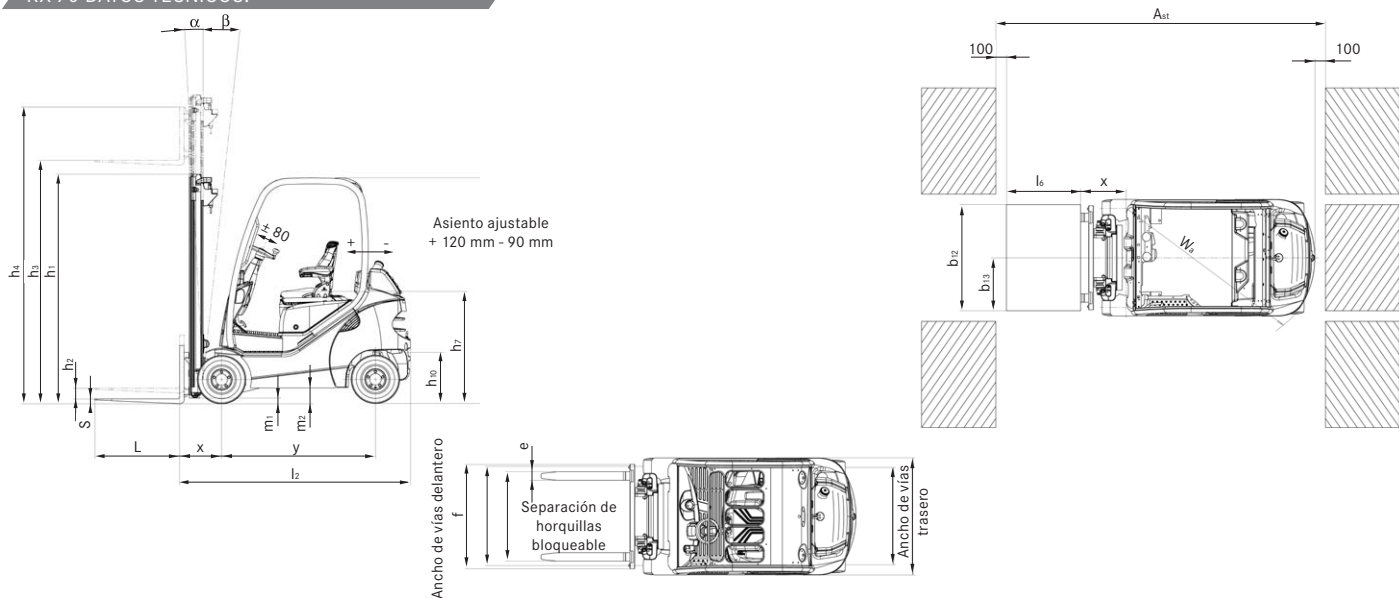 α β
± 80
Asiento ajustable
+ 120 mm - 90 mm
+ -
h4
h3
h1
h2
S
h7
h10
m1
m2
L x y
l2
Ast
100 100
l6 x
b12
b13
Wa
Ancho de vías delantero
f
e
Separación de
horquillas
bloqueable
Ancho de vías
trasero